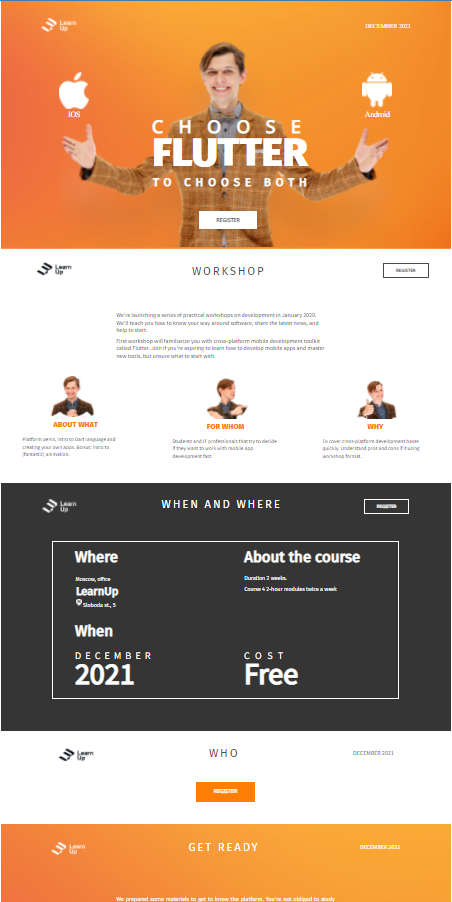 Learn
Up
DECEMBER 2021
IOS
Android
CHOOSE
FLUTTER
TO CHOOSE BOTH
REGISTER
Learn
Up
WORKSHOP
REGISTER
We're launching a series of practical workshops on development in January 2020.
We'll teach you how to know your way around software, share the latest news, and
help to start.
First workshop will familiarize you with cross-platform mobile development toolkit
called Flutter. Join if you're aspiring to learn how to develop mobile apps and master
new tools, but unsure what to start with.
ABOUT WHAT
Platform perks, intro to Dart language and
creating your own apps. Bonus: intro to
(fantastic) animation.
FOR WHOM
Students and IT professionals that try to decide
if they want to work with mobile app
development fast
WHY
To cover cross-platform development bases
quickly. Understand pros and cons if it using
workshop format.
Learn
Up
WHEN AND WHERE
REGISTER
Where
Moscow, office
LearnUp
Sloboda st., 5
When
DECEMBER
2021
About the course
Duration 2 weeks.
Course 4 2-hour modules twice a week
COST
Free
Learn
Up
WHO
DECEMBER 2021
REGISTER
Learn
Up
GET READY
DECEMBER 2021
We prepared some materials to get to know the platform. You're not obliged to study